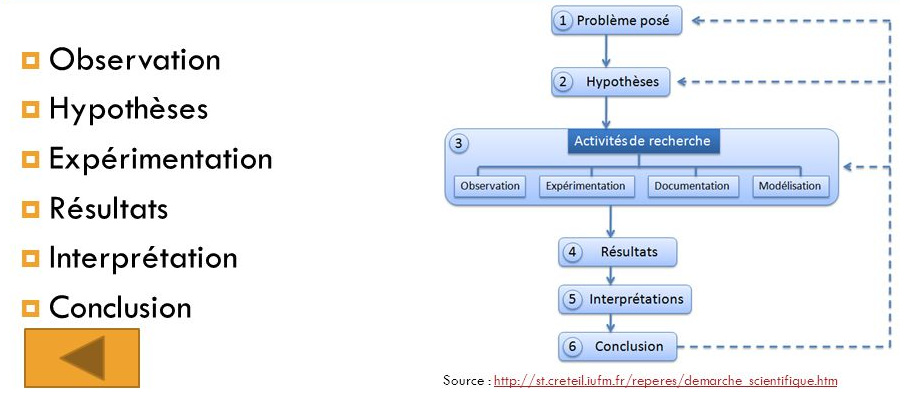 Observation
Hypothèses
Expérimentation
Résultats
Interprétation
Conclusion
1 Problème posé
2 Hypothèses
3 Activités de recherche
Observation Expérimentation Documentation Modélisation
4 Résultats
5 Interprétations
6 Conclusion
Source : http://st.creteil.iufm.fr/reperes/demarche_scientifique.htm